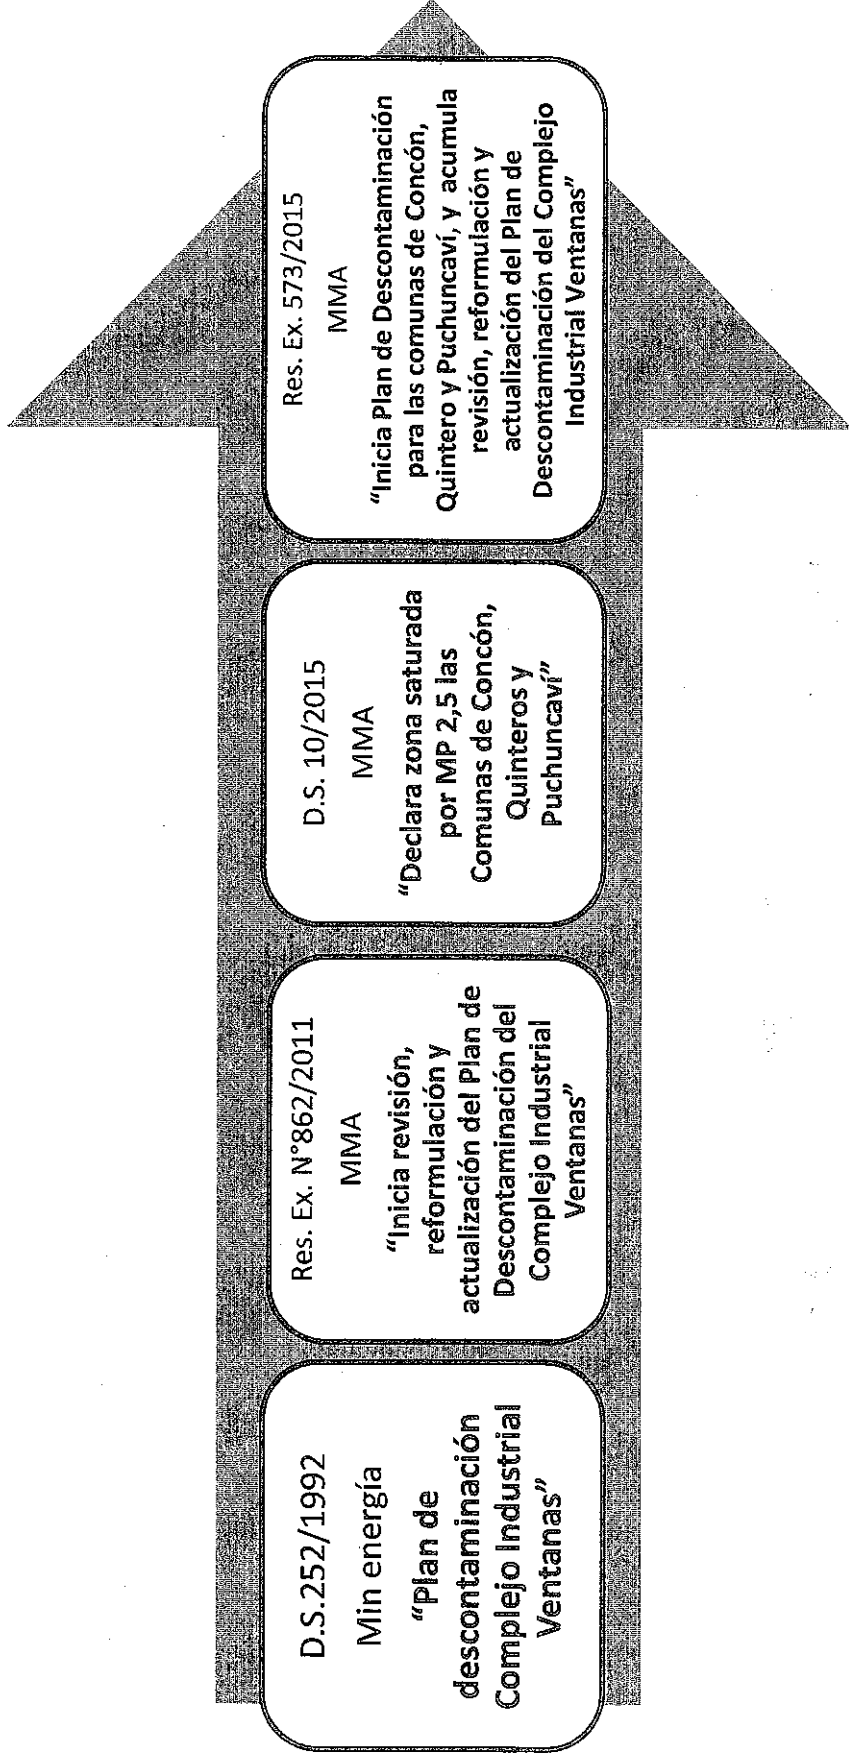 D.S.252/1992
Min energía
“Plan de
descontaminación
Complejo Industrial
Ventanas”
Res. Ex. N°862/2011
MMA
“Inicia revisión,
reformulación y
actualización del Plan de
Descontaminación del
Complejo Industrial
Ventanas”
D.S. 10/2015
MMA
“Declara zona saturada
por MP 2,5 las
Comunas de Concón,
Quinteros y
Puchuncaví”
Res. Ex. 573/2015
MMA
“Inicia Plan de Descontaminación
para las comunas de Concón,
Quintero y Puchuncaví, y acumula
revisión, reformulación y
actualización del Plan de
Descontaminación del Complejo
Industrial Ventanas”